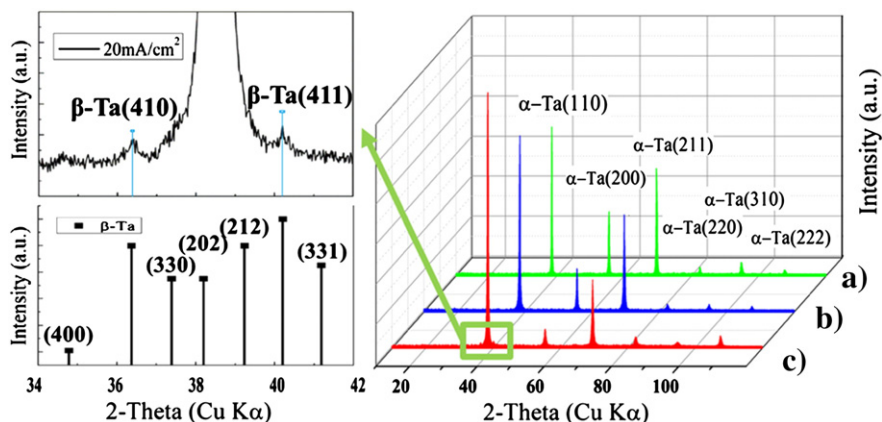 20mA/cm²
β-Ta(410)
β-Ta(411)
Intensity (a.u.)
β-Ta
(400)
(330)
(202)
(212)
(331)
Intensity (a.u.)
34 36 38 40 42
2-Theta (Cu Kα)
α-Ta(110)
α-Ta(200)
α-Ta(211)
α-Ta(220)
α-Ta(310)
α-Ta(222)
Intensity (a.u.)
a)
b)
c)
20 40 60 80 100
2-Theta (Cu Kα)